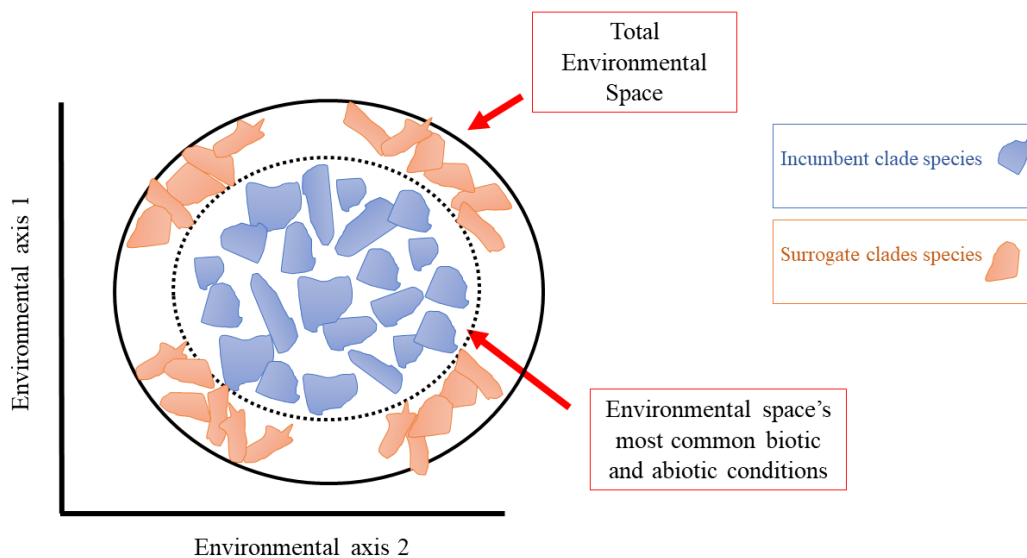 Total
Environmental
Space
Incumbent clade species
Surrogate clades species
Environmental axis 1
Environmental space's
most common biotic
and abiotic conditions
Environmental axis 2